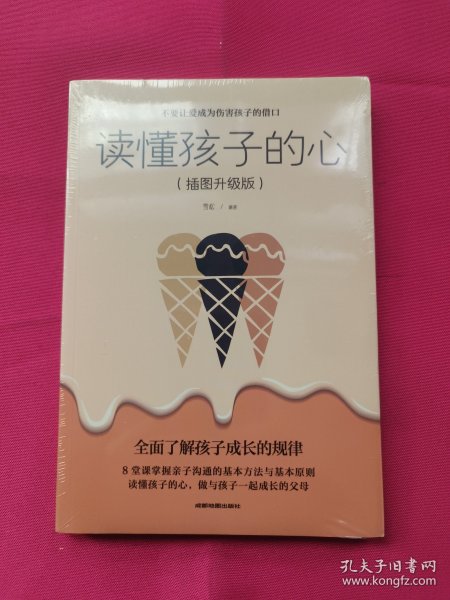 不要让爱成为伤害孩子的借口
读懂孩子的心
（插图升级版）
/ 编著
全面了解孩子成长的规律
8堂课掌握亲子沟通的基本方法与基本原则
读懂孩子的心，做与孩子一起成长的父母
成都地图出版社
孔夫子旧书网
www.kongfz.com